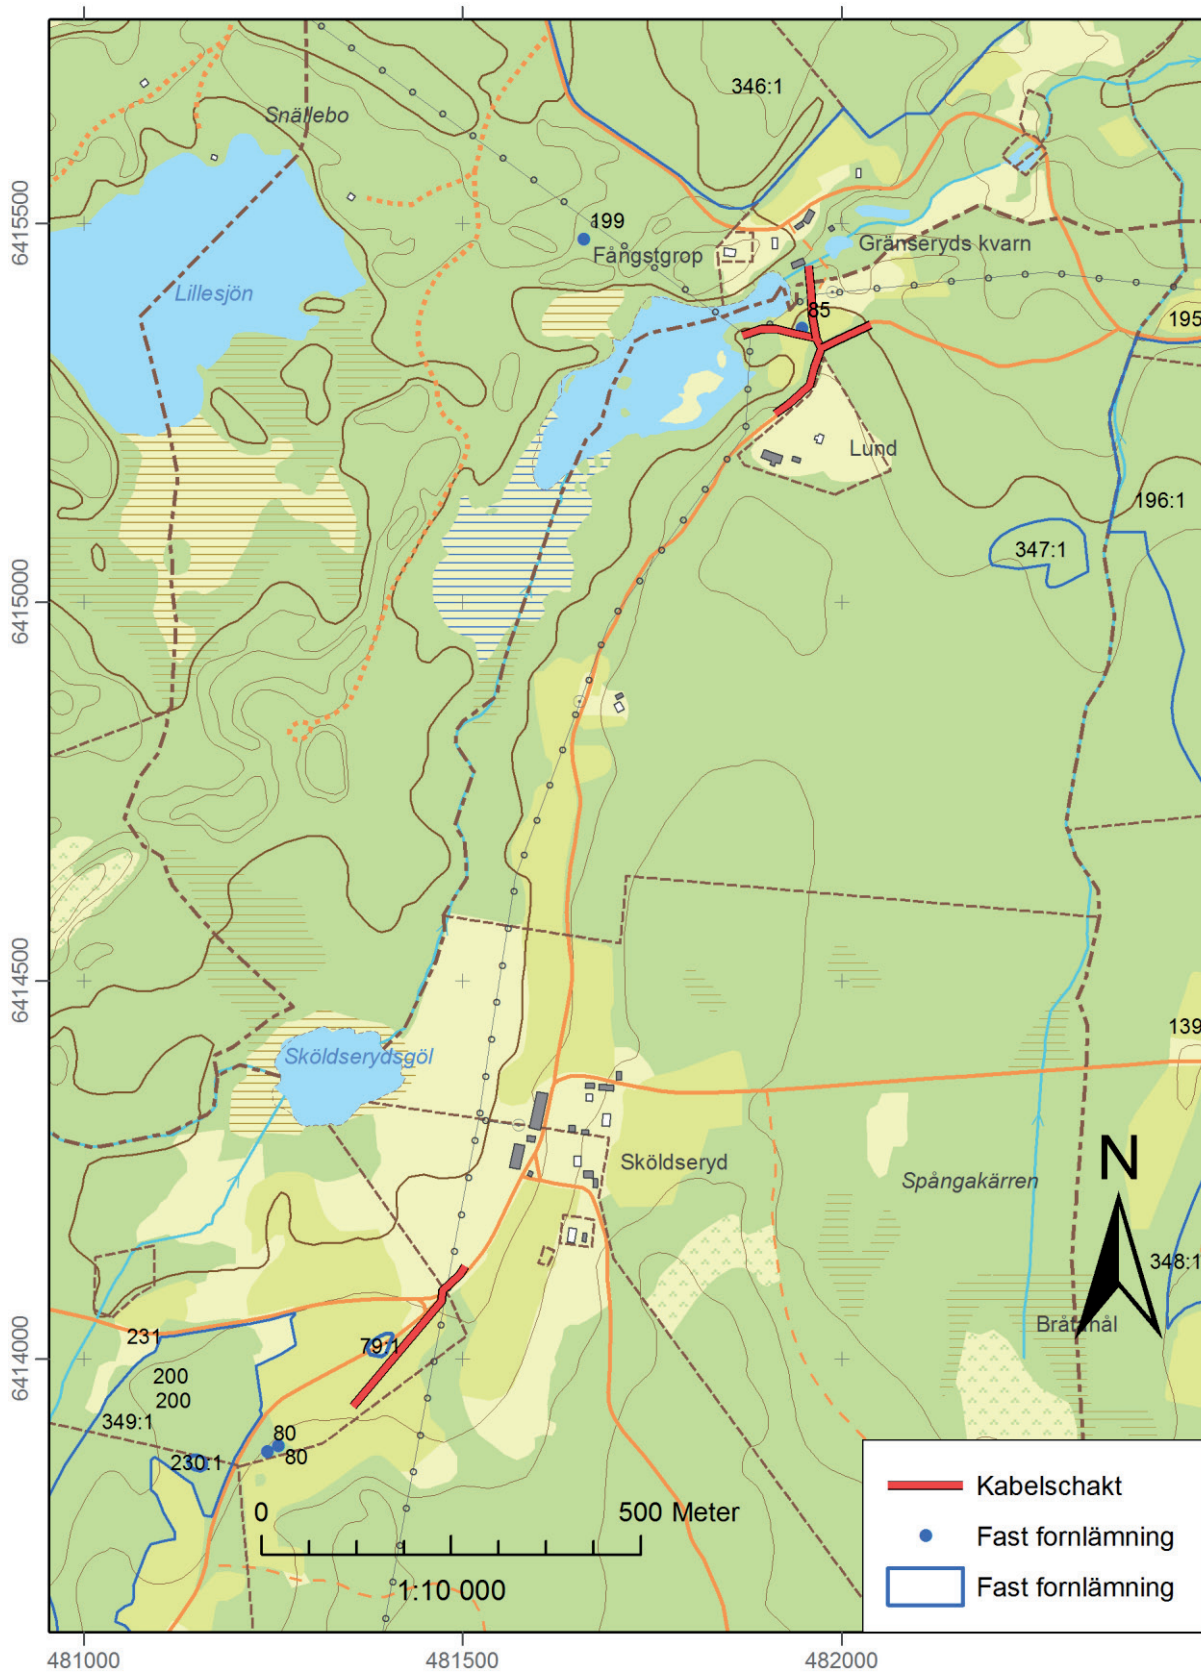 346:1
Snällebo
6415500
199
Fångstgrop
Gränseryds kvarn
Lillesjön
85
195
Lund
196:1
347:1
6415000
6414500
139
Sköldserydsgöl
Sköldseryd
Spångakärren
N
348:1
231
79:1
6414000
200
200
349:1
80
80
230:1
0 500 Meter
1:10 000
Kabelschakt
Fast fornlämning
Fast fornlämning
481000 481500 482000